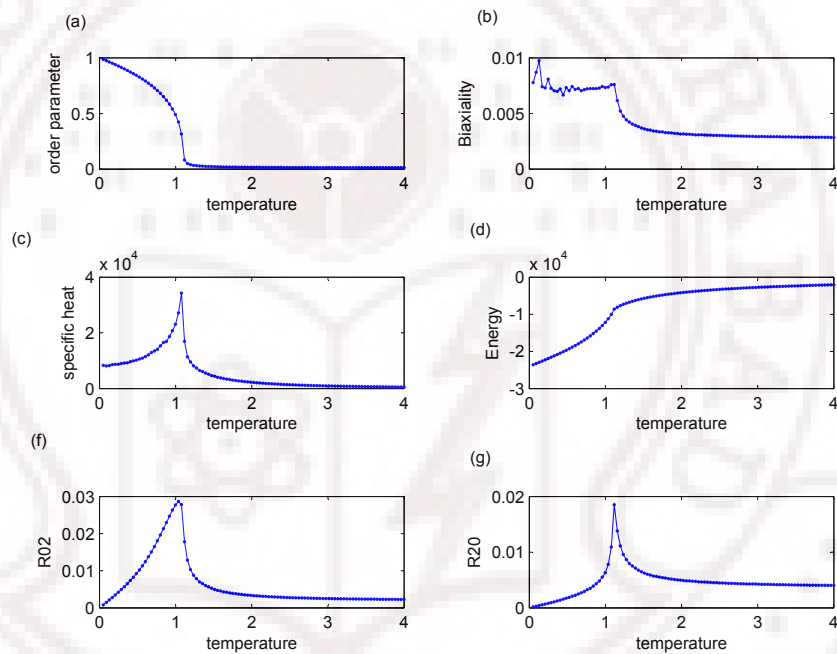 (a)
1
0.5
0
order parameter
0 1 2 3 4
temperature
(b)
0.01
0.005
0
Biaxiality
0 1 2 3 4
temperature
(c)
x 10^4
4
2
0
specific heat
0 1 2 3 4
temperature
(d)
x 10^4
0
-1
-2
-3
Energy
0 1 2 3 4
temperature
(f)
0.03
0.02
0.01
0
R02
0 1 2 3 4
temperature
(g)
0.02
0.01
0
R20
0 1 2 3 4
temperature